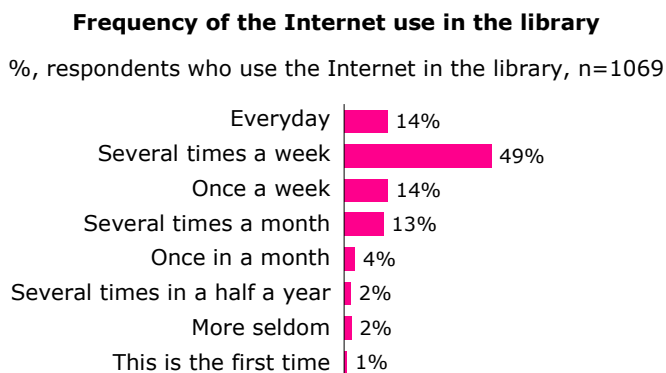 Frequency of the Internet use in the library
%, respondents who use the Internet in the library, n=1069
Everyday 14%
Several times a week 49%
Once a week 14%
Several times a month 13%
Once in a month 4%
Several times in a half a year 2%
More seldom 2%
This is the first time 1%